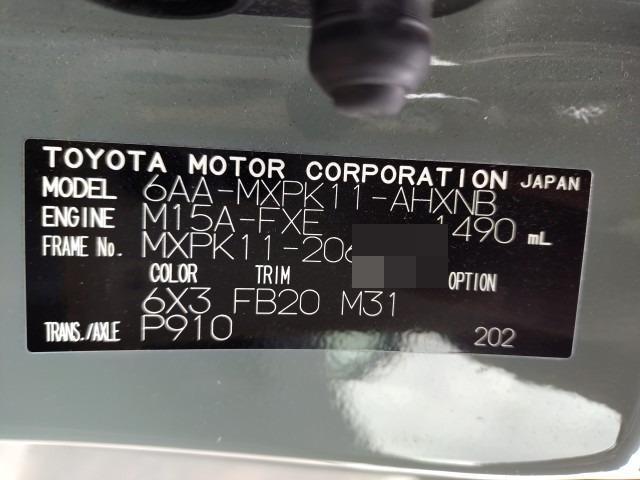 TOYOTA MOTOR CORPORATION JAPAN
MODEL 6AA-MXPK11-AHXNB
ENGINE M15A-FXE 1490 mL
FRAME No. MXPK11-206
COLOR TRIM OPTION
6X3 FB20 M31
TRANS./AXLE P910 202